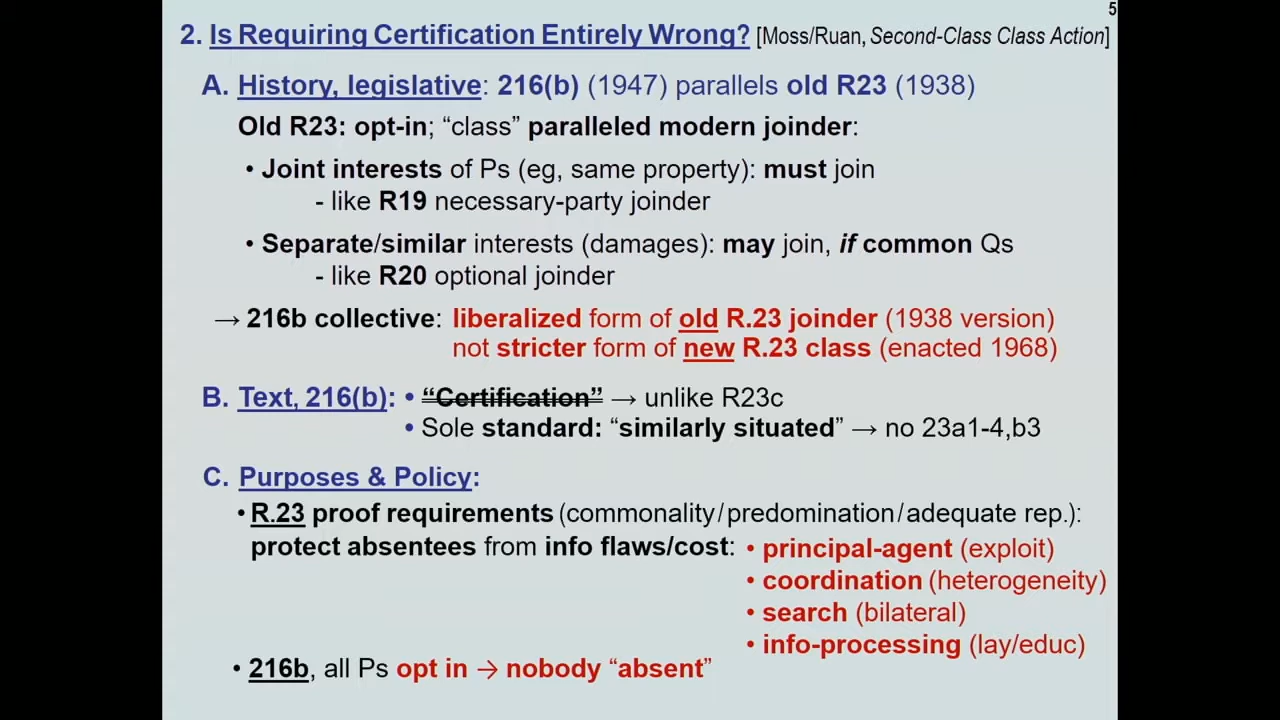 5
2. Is Requiring Certification Entirely Wrong? [Moss/Ruan, Second-Class Class Action]
A. History, legislative: 216(b) (1947) parallels old R23 (1938)
Old R23: opt-in; “class” paralleled modern joinder:
• Joint interests of Ps (eg, same property): must join
- like R19 necessary-party joinder
• Separate/similar interests (damages): may join, if common Qs
- like R20 optional joinder
→ 216b collective: liberalized form of old R.23 joinder (1938 version)
not stricter form of new R.23 class (enacted 1968)
B. Text, 216(b): • “Certification” → unlike R23c
• Sole standard: “similarly situated” → no 23a1-4,b3
C. Purposes & Policy:
• R.23 proof requirements (commonality/predomination/adequate rep.):
protect absentees from info flaws/cost: • principal-agent (exploit)
• coordination (heterogeneity)
• search (bilateral)
• info-processing (lay/educ)
• 216b, all Ps opt in → nobody “absent”